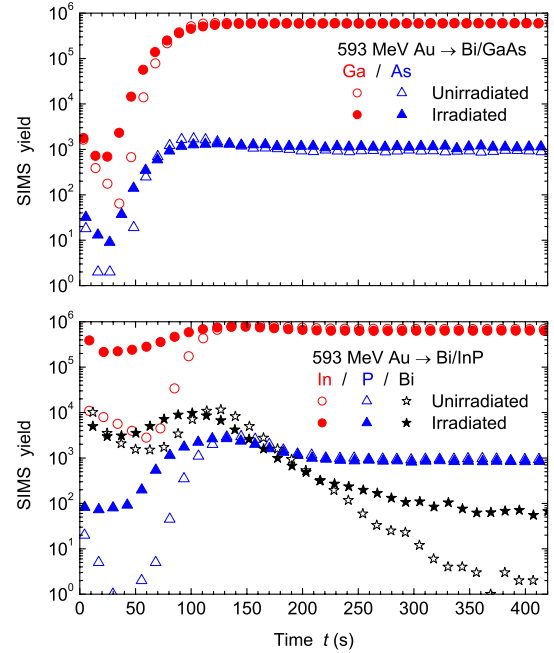 10⁶
10⁵
10⁴
10³
10²
10¹
10⁰
SIMS yield
593 MeV Au → Bi/GaAs
Ga / As
Unirradiated
Irradiated
10⁶
10⁵
10⁴
10³
10²
10¹
10⁰
SIMS yield
593 MeV Au → Bi/InP
In / P / Bi
Unirradiated
Irradiated
0 50 100 150 200 250 300 350 400
Time t (s)